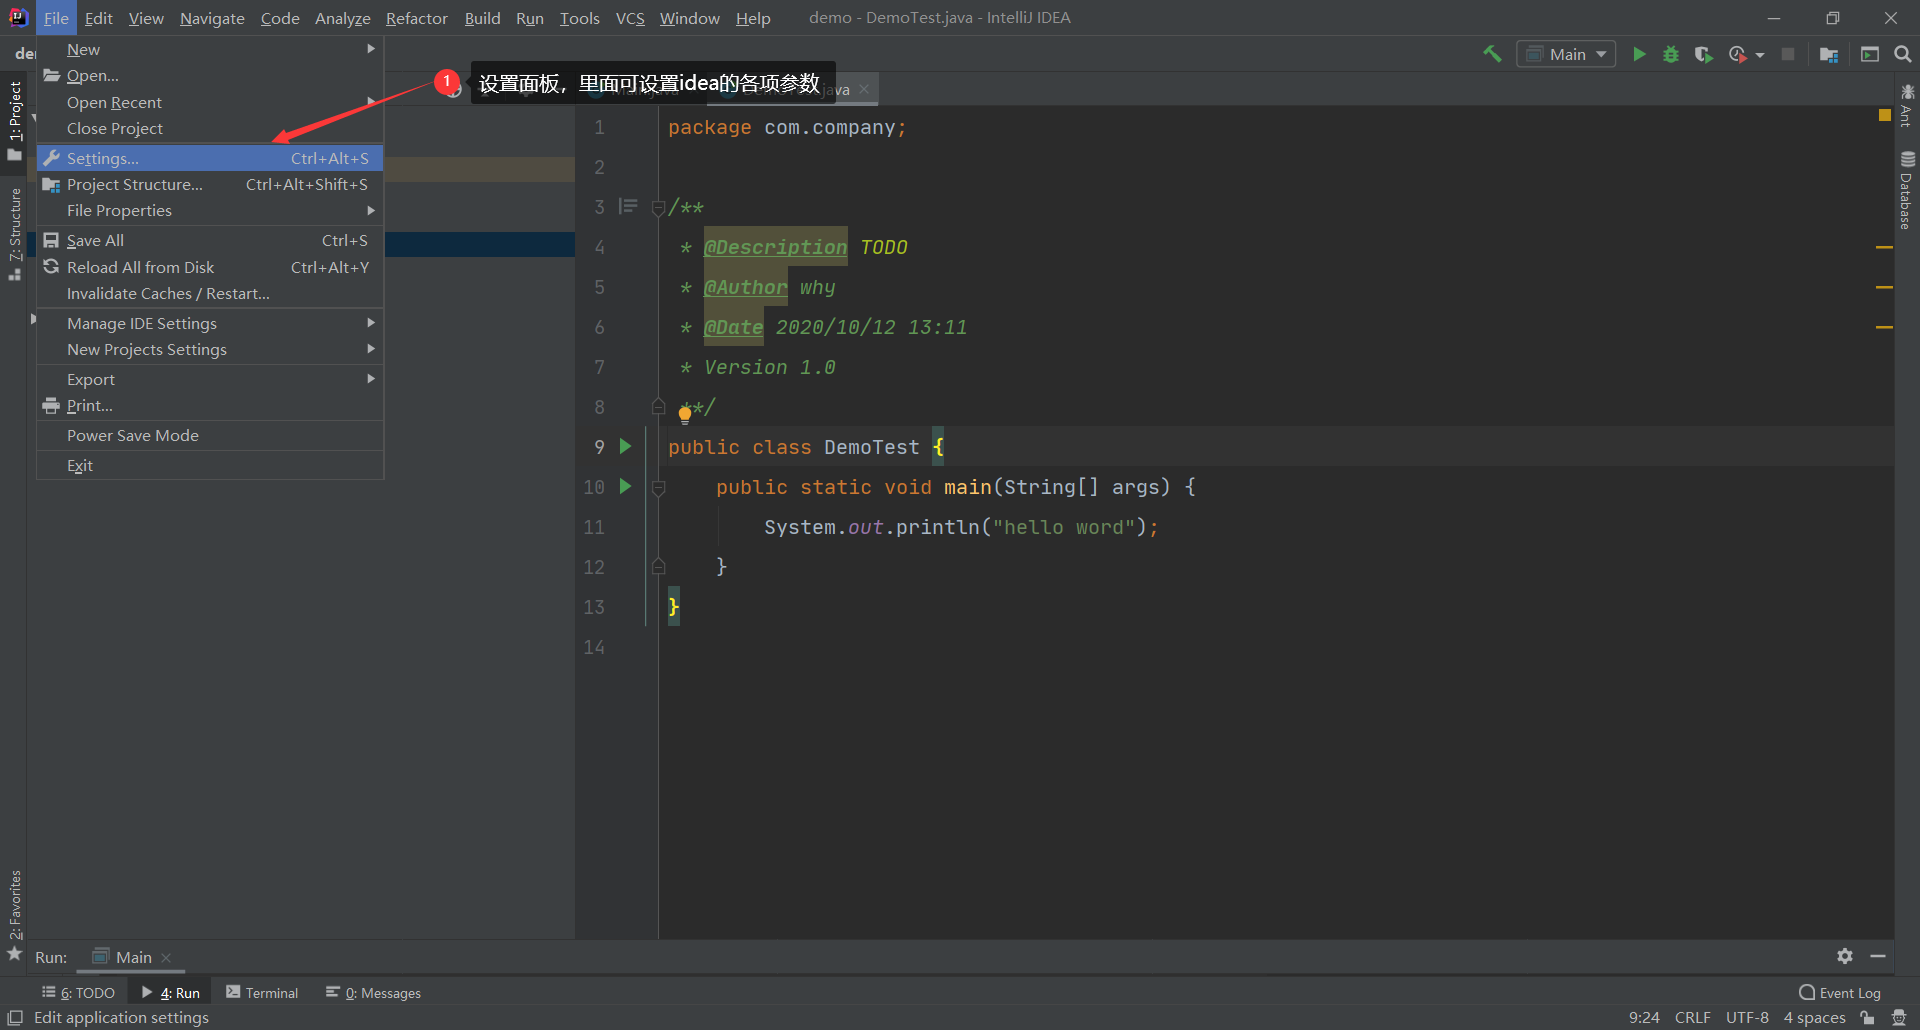 File Edit View Navigate Code Analyze Refactor Build Run Tools VCS Window Help demo - DemoTest.java - IntelliJ IDEA
Main
New
Open...
Open Recent
Close Project
Settings... Ctrl+Alt+S
Project Structure... Ctrl+Alt+Shift+S
File Properties
Save All Ctrl+S
Reload All from Disk Ctrl+Alt+Y
Invalidate Caches / Restart...
Manage IDE Settings
New Projects Settings
Export
Print...
Power Save Mode
Exit
1
设置面板，里面可设置idea的各项参数
1: Project
7: Structure
2: Favorites
Ant
Database
1 package com.company;
2
3 /**
4 * @Description TODO
5 * @Author why
6 * @Date 2020/10/12 13:11
7 * Version 1.0
8 **/
9 public class DemoTest {
10 public static void main(String[] args) {
11 System.out.println("hello word");
12 }
13 }
14
Run: Main
6: TODO 4: Run Terminal 0: Messages Event Log
Edit application settings 9:24 CRLF UTF-8 4 spaces